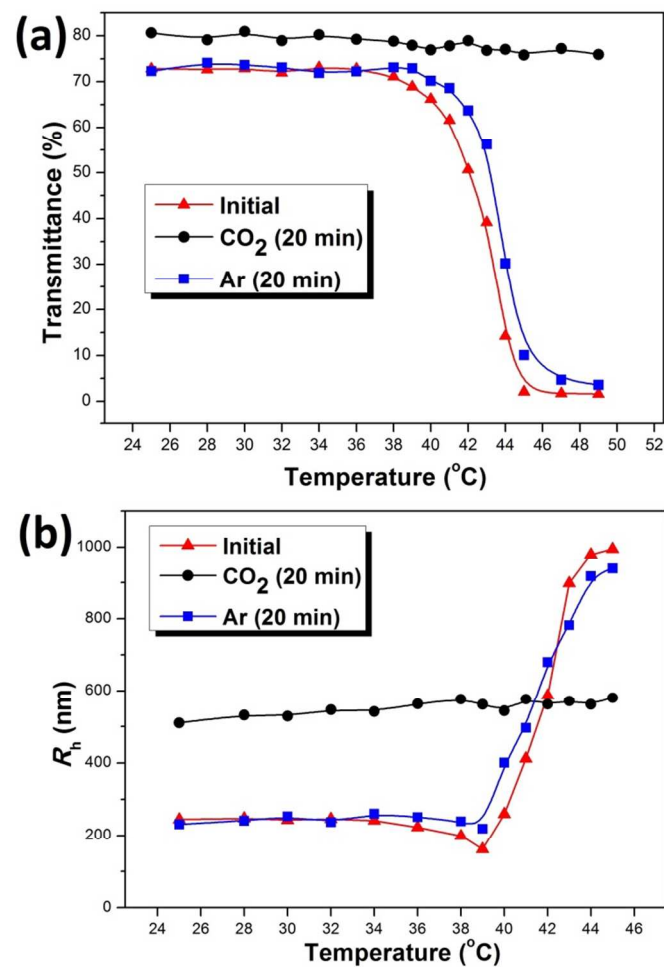 (a)
90
80
70
60
50
40
30
20
10
0
Transmittance (%)
Initial
CO2 (20 min)
Ar (20 min)
24 26 28 30 32 34 36 38 40 42 44 46 48 50 52
Temperature (oC)
(b)
1000
800
600
400
200
0
Rh (nm)
Initial
CO2 (20 min)
Ar (20 min)
24 26 28 30 32 34 36 38 40 42 44 46
Temperature (oC)